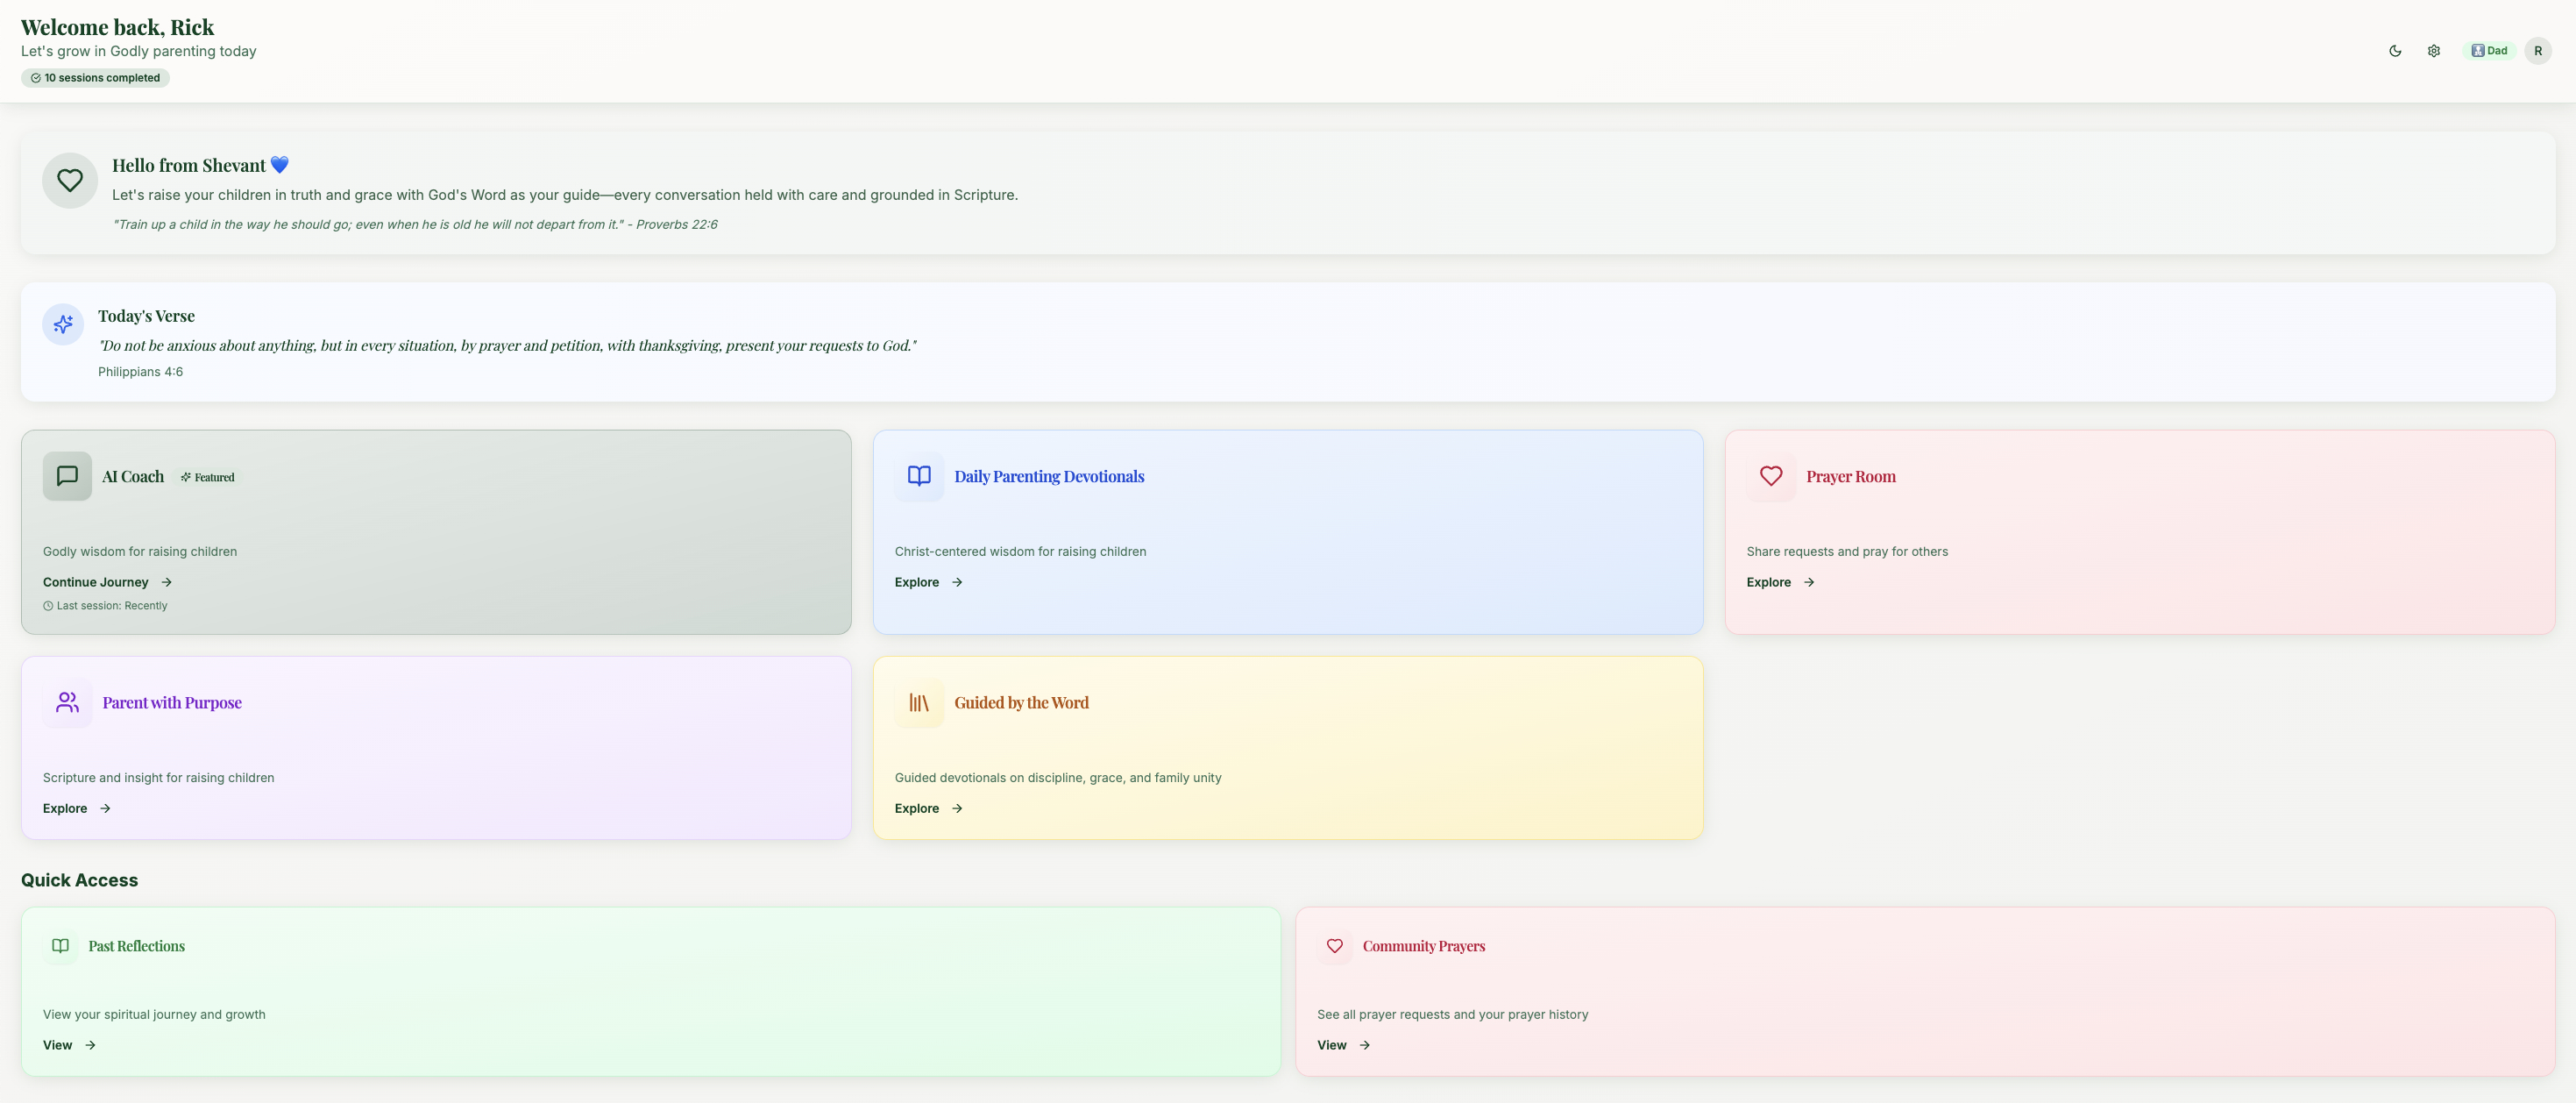 Welcome back, Rick
Let's grow in Godly parenting today
10 sessions completed
Dad
R
Hello from Shevant 💙
Let's raise your children in truth and grace with God's Word as your guide—every conversation held with care and grounded in Scripture.
"Train up a child in the way he should go; even when he is old he will not depart from it." - Proverbs 22:6
Today's Verse
"Do not be anxious about anything, but in every situation, by prayer and petition, with thanksgiving, present your requests to God."
Philippians 4:6
AI Coach Featured
Godly wisdom for raising children
Continue Journey →
Last session: Recently
Daily Parenting Devotionals
Christ-centered wisdom for raising children
Explore →
Prayer Room
Share requests and pray for others
Explore →
Parent with Purpose
Scripture and insight for raising children
Explore →
Guided by the Word
Guided devotionals on discipline, grace, and family unity
Explore →
Quick Access
Past Reflections
View your spiritual journey and growth
View →
Community Prayers
See all prayer requests and your prayer history
View →